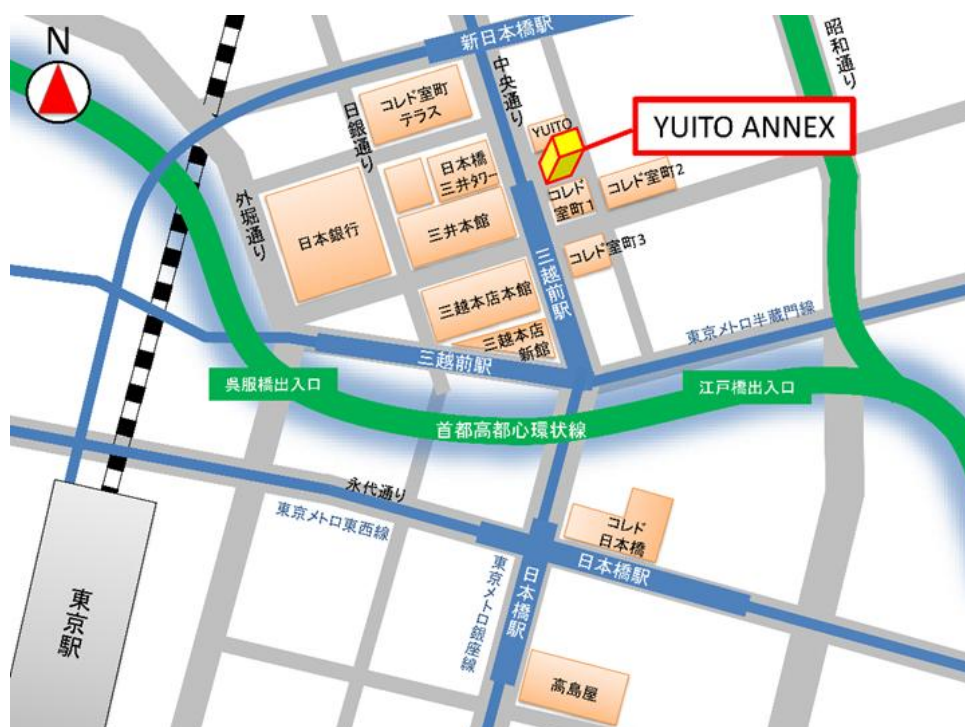 N
新日本橋駅
中央通り
昭和通り
コレド室町
テラス
日銀通り
YUITO
YUITO ANNEX
日本橋
三井タワー
コレド
室町1
コレド室町2
外堀通り
日本銀行
三井本館
コレド室町3
三越前駅
三越本店本館
三越本店
新館
東京メトロ半蔵門線
三越前駅
呉服橋出入口
江戸橋出入口
首都高都心環状線
永代通り
東京メトロ東西線
コレド
日本橋
日本橋駅
日本橋駅
東京メトロ銀座線
東京駅
高島屋